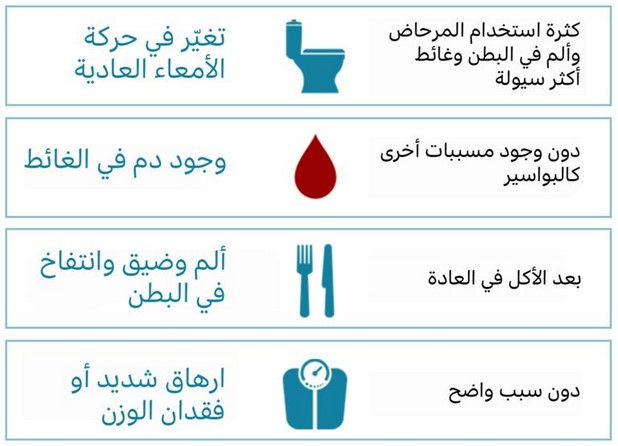 كثرة استخدام المرحاض
وألم في البطن وغائط
أكثر سيولة
تغيّر في حركة
الأمعاء العادية
دون وجود مسببات أخرى
كالبواسير
وجود دم في الغائط
بعد الأكل في العادة
ألم وضيق وانتفاخ
في البطن
دون سبب واضح
ارهاق شديد أو
فقدان الوزن